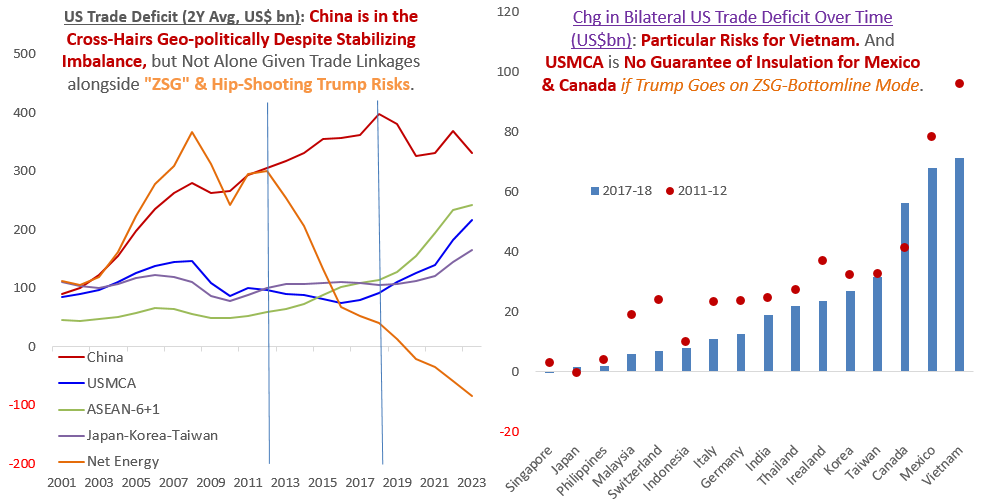 US Trade Deficit (2Y Avg, US$ bn): China is in the
Cross-Hairs Geo-politically Despite Stabilizing
Imbalance, but Not Alone Given Trade Linkages
alongside "ZSG" & Hip-Shooting Trump Risks.
500
400
300
200
100
0
-100
-200
China
USMCA
ASEAN-6+1
Japan-Korea-Taiwan
Net Energy
2001 2003 2005 2007 2009 2011 2013 2015 2017 2019 2021 2023
Chg in Bilateral US Trade Deficit Over Time
(US$bn): Particular Risks for Vietnam. And
USMCA is No Guarantee of Insulation for Mexico
& Canada if Trump Goes on ZSG-Bottomline Mode.
120
100
80
60
40
20
0
-20
2017-18 2011-12
Singapore
Japan
Philippines
Malaysia
Switzerland
Indonesia
Italy
Germany
India
Thailand
Irealand
Korea
Taiwan
Canada
Mexico
Vietnam